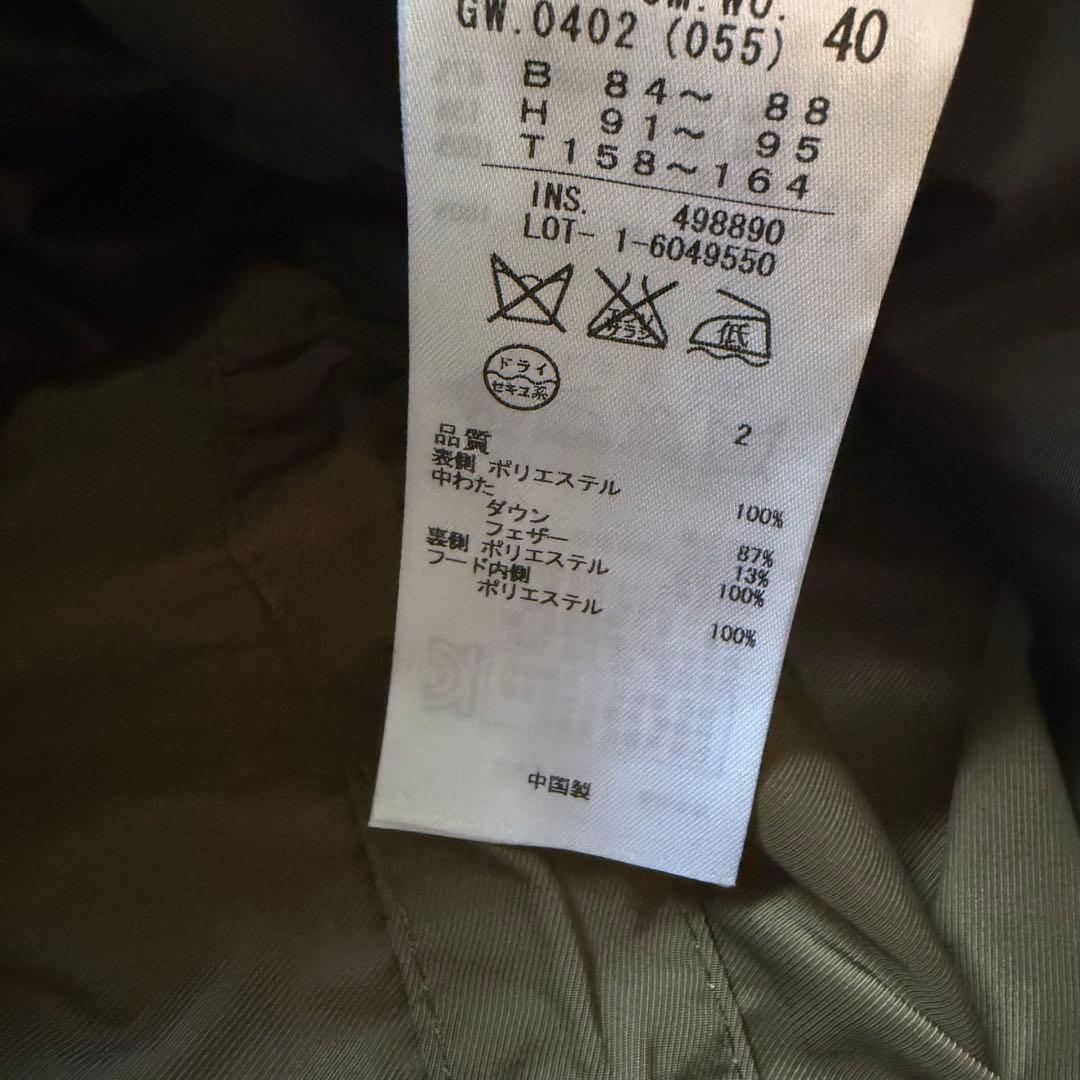 GW.0402 (055) 40
B 84～ 88
H 91～ 95
T158～164
INS. 498890
LOT- 1-6049550
サラシ 低
ドライ
セキユ系
品質 2
表側 ポリエステル 100%
中わた
ダウン 87%
フェザー 13%
裏側 ポリエステル 100%
フード内側
ポリエステル 100%
中国製